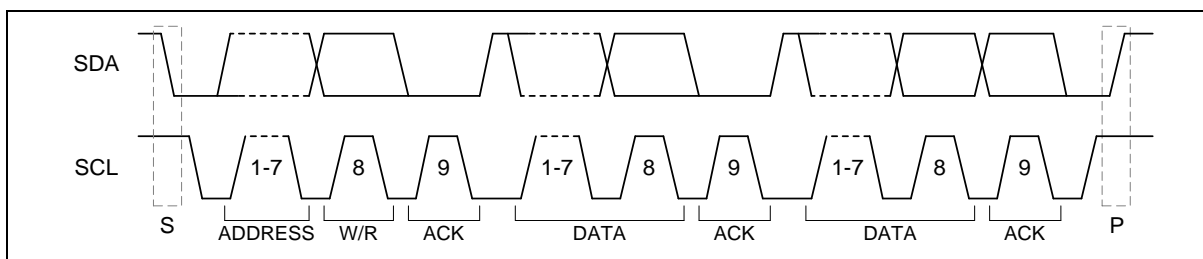 SDA
SCL
1-7 8 9 1-7 8 9 1-7 8 9
S ADDRESS W/R ACK DATA ACK DATA ACK P